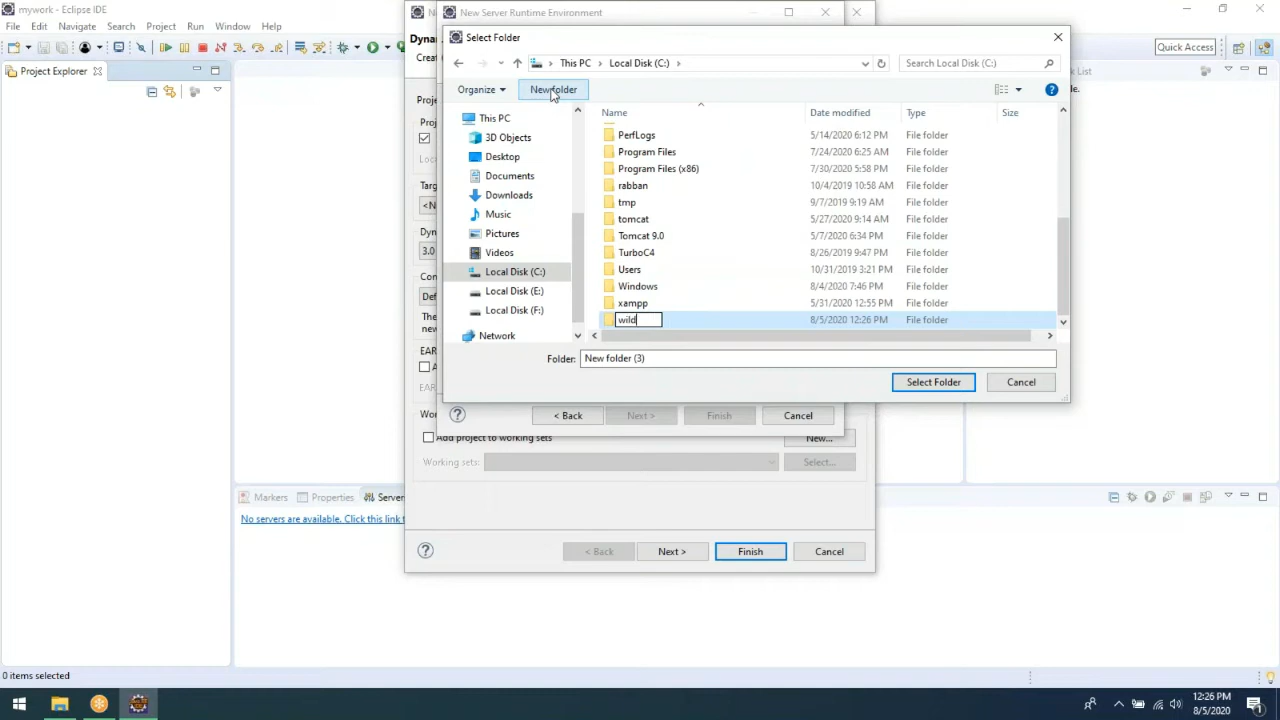 mywork - Eclipse IDE
File Edit Navigate Search Project Run Window Help
Quick Access
Project Explorer
New Server Runtime Environment
Select Folder
This PC > Local Disk (C:) >
Search Local Disk (C:)
Organize
New folder
Name Date modified Type Size
PerfLogs 5/14/2020 6:12 PM File folder
Program Files 7/24/2020 6:25 AM File folder
Program Files (x86) 7/30/2020 5:58 PM File folder
rabban 10/4/2019 10:58 AM File folder
tmp 9/7/2019 9:19 AM File folder
tomcat 5/27/2020 9:14 AM File folder
Tomcat 9.0 5/7/2020 6:34 PM File folder
TurboC4 8/26/2019 9:47 PM File folder
Users 10/31/2019 3:21 PM File folder
Windows 8/4/2020 7:46 PM File folder
xampp 5/31/2020 12:55 PM File folder
wild 8/5/2020 12:26 PM File folder
This PC
3D Objects
Desktop
Documents
Downloads
Music
Pictures
Videos
Local Disk (C:)
Local Disk (E:)
Local Disk (F:)
Network
Folder: New folder (3)
Select Folder Cancel
< Back Next > Finish Cancel
Add project to working sets New...
Working sets: Select...
< Back Next > Finish Cancel
Markers Properties Server
No servers are available. Click this link
0 items selected
12:26 PM
8/5/2020